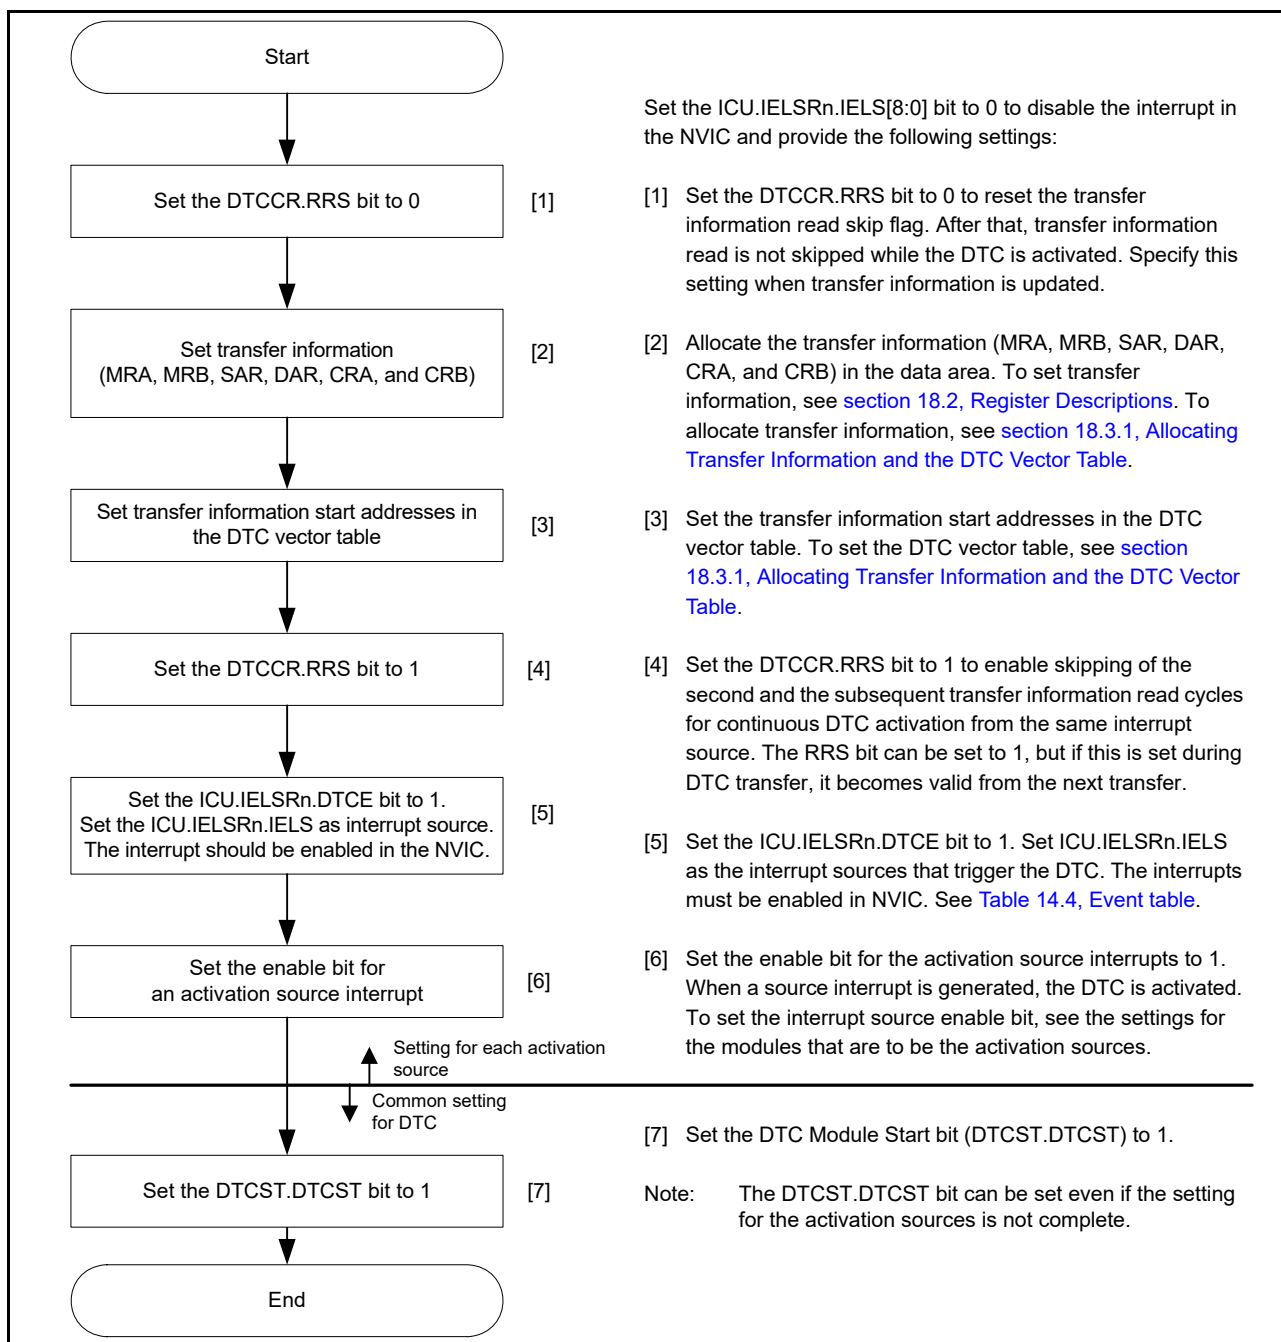 Start
Set the DTCCR.RRS bit to 0
[1]
Set transfer information
(MRA, MRB, SAR, DAR, CRA, and CRB)
[2]
Set transfer information start addresses in
the DTC vector table
[3]
Set the DTCCR.RRS bit to 1
[4]
Set the ICU.IELSRn.DTCE bit to 1.
Set the ICU.IELSRn.IELS as interrupt source.
The interrupt should be enabled in the NVIC.
[5]
Set the enable bit for
an activation source interrupt
[6]
Setting for each activation
source
Common setting
for DTC
Set the DTCST.DTCST bit to 1
[7]
End
Set the ICU.IELSRn.IELS[8:0] bit to 0 to disable the interrupt in
the NVIC and provide the following settings:
[1] Set the DTCCR.RRS bit to 0 to reset the transfer
information read skip flag. After that, transfer information
read is not skipped while the DTC is activated. Specify this
setting when transfer information is updated.
[2] Allocate the transfer information (MRA, MRB, SAR, DAR,
CRA, and CRB) in the data area. To set transfer
information, see section 18.2, Register Descriptions. To
allocate transfer information, see section 18.3.1, Allocating
Transfer Information and the DTC Vector Table.
[3] Set the transfer information start addresses in the DTC
vector table. To set the DTC vector table, see section
18.3.1, Allocating Transfer Information and the DTC Vector
Table.
[4] Set the DTCCR.RRS bit to 1 to enable skipping of the
second and the subsequent transfer information read cycles
for continuous DTC activation from the same interrupt
source. The RRS bit can be set to 1, but if this is set during
DTC transfer, it becomes valid from the next transfer.
[5] Set the ICU.IELSRn.DTCE bit to 1. Set ICU.IELSRn.IELS
as the interrupt sources that trigger the DTC. The interrupts
must be enabled in NVIC. See Table 14.4, Event table.
[6] Set the enable bit for the activation source interrupts to 1.
When a source interrupt is generated, the DTC is activated.
To set the interrupt source enable bit, see the settings for
the modules that are to be the activation sources.
[7] Set the DTC Module Start bit (DTCST.DTCST) to 1.
Note: The DTCST.DTCST bit can be set even if the setting
for the activation sources is not complete.